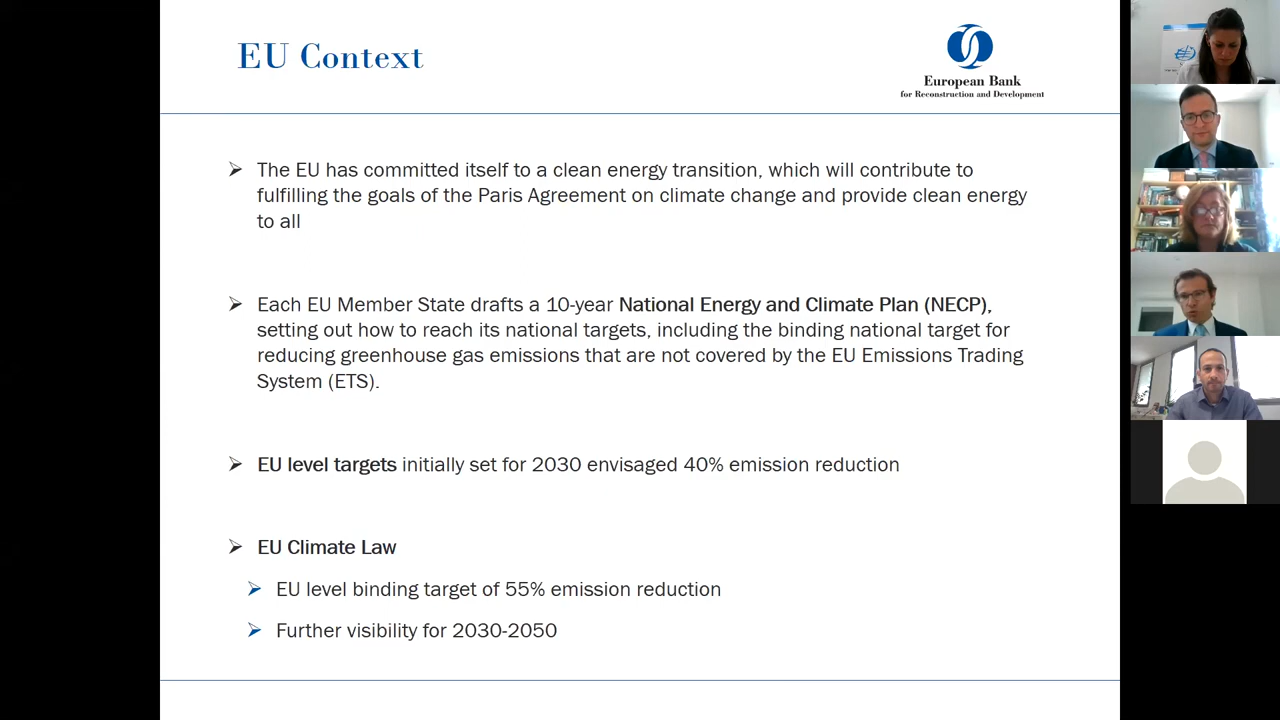 EU Context
European Bank
for Reconstruction and Development
➢ The EU has committed itself to a clean energy transition, which will contribute to
fulfilling the goals of the Paris Agreement on climate change and provide clean energy
to all
➢ Each EU Member State drafts a 10-year National Energy and Climate Plan (NECP),
setting out how to reach its national targets, including the binding national target for
reducing greenhouse gas emissions that are not covered by the EU Emissions Trading
System (ETS).
➢ EU level targets initially set for 2030 envisaged 40% emission reduction
➢ EU Climate Law
➢ EU level binding target of 55% emission reduction
➢ Further visibility for 2030-2050